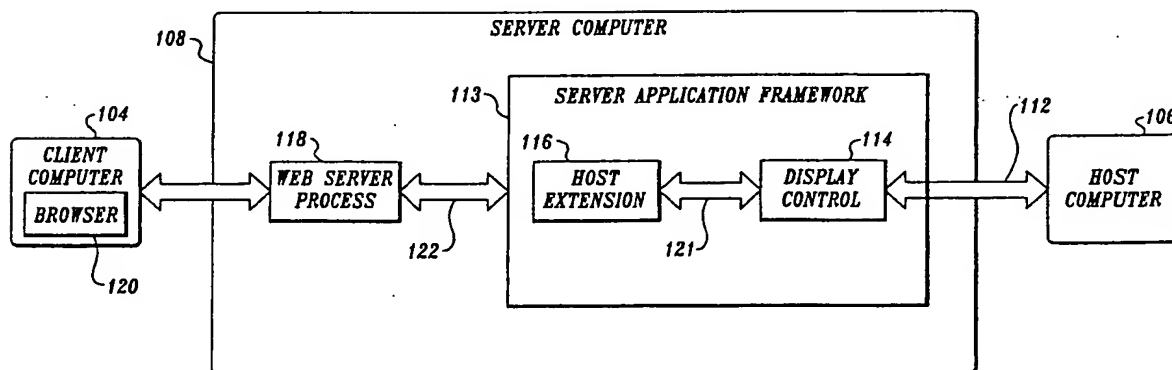 SERVER COMPUTER
108
SERVER APPLICATION FRAMEWORK
113
112
104
CLIENT
COMPUTER
BROWSER
120
118
WEB SERVER
PROCESS
122
116
HOST
EXTENSION
121
114
DISPLAY
CONTROL
106
HOST
COMPUTER